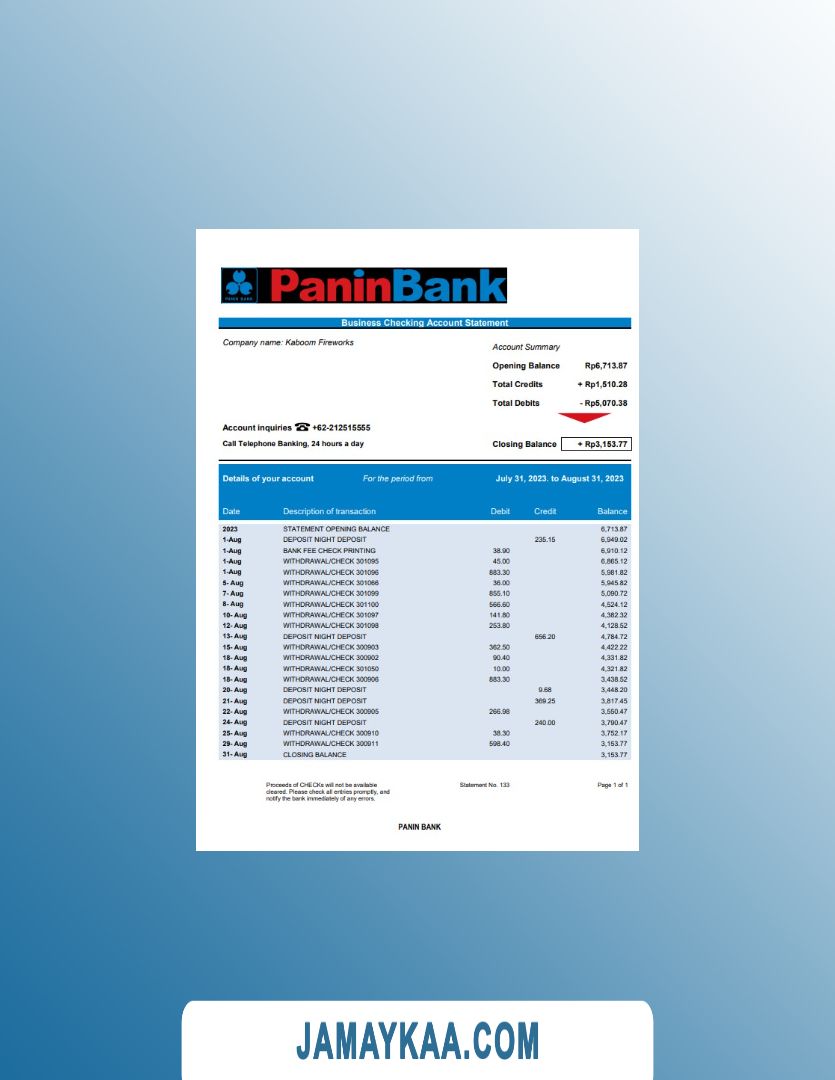 PANIN BANK
PaninBank
Business Checking Account Statement
Company name: Kaboom Fireworks
Account Summary
Opening Balance Rp6,713.87
Total Credits + Rp1,510.28
Total Debits - Rp5,070.38
Account inquiries ☎ +62-212515555
Call Telephone Banking, 24 hours a day
Closing Balance + Rp3,153.77
Details of your account For the period from July 31, 2023. to August 31, 2023
Date Description of transaction Debit Credit Balance
2023 STATEMENT OPENING BALANCE 6,713.87
1-Aug DEPOSIT NIGHT DEPOSIT 235.15 6,949.02
1-Aug BANK FEE CHECK PRINTING 38.90 6,910.12
1-Aug WITHDRAWAL/CHECK 301095 45.00 6,865.12
1-Aug WITHDRAWAL/CHECK 301096 883.30 5,981.82
5- Aug WITHDRAWAL/CHECK 301066 36.00 5,945.82
7- Aug WITHDRAWAL/CHECK 301099 855.10 5,090.72
8- Aug WITHDRAWAL/CHECK 301100 566.60 4,524.12
10- Aug WITHDRAWAL/CHECK 301097 141.80 4,382.32
12- Aug WITHDRAWAL/CHECK 301098 253.80 4,128.52
13- Aug DEPOSIT NIGHT DEPOSIT 656.20 4,784.72
15- Aug WITHDRAWAL/CHECK 300903 362.50 4,422.22
18- Aug WITHDRAWAL/CHECK 300902 90.40 4,331.82
18- Aug WITHDRAWAL/CHECK 301050 10.00 4,321.82
18- Aug WITHDRAWAL/CHECK 300906 883.30 3,438.52
20- Aug DEPOSIT NIGHT DEPOSIT 9.68 3,448.20
21- Aug DEPOSIT NIGHT DEPOSIT 369.25 3,817.45
22- Aug WITHDRAWAL/CHECK 300905 266.98 3,550.47
24- Aug DEPOSIT NIGHT DEPOSIT 240.00 3,790.47
25- Aug WITHDRAWAL/CHECK 300910 38.30 3,752.17
29- Aug WITHDRAWAL/CHECK 300911 598.40 3,153.77
31- Aug CLOSING BALANCE 3,153.77
Proceeds of CHECKs will not be available
cleared. Please check all entries promptly, and
notify the bank immediately of any errors.
Statement No. 133
Page 1 of 1
PANIN BANK
JAMAYKAA.COM